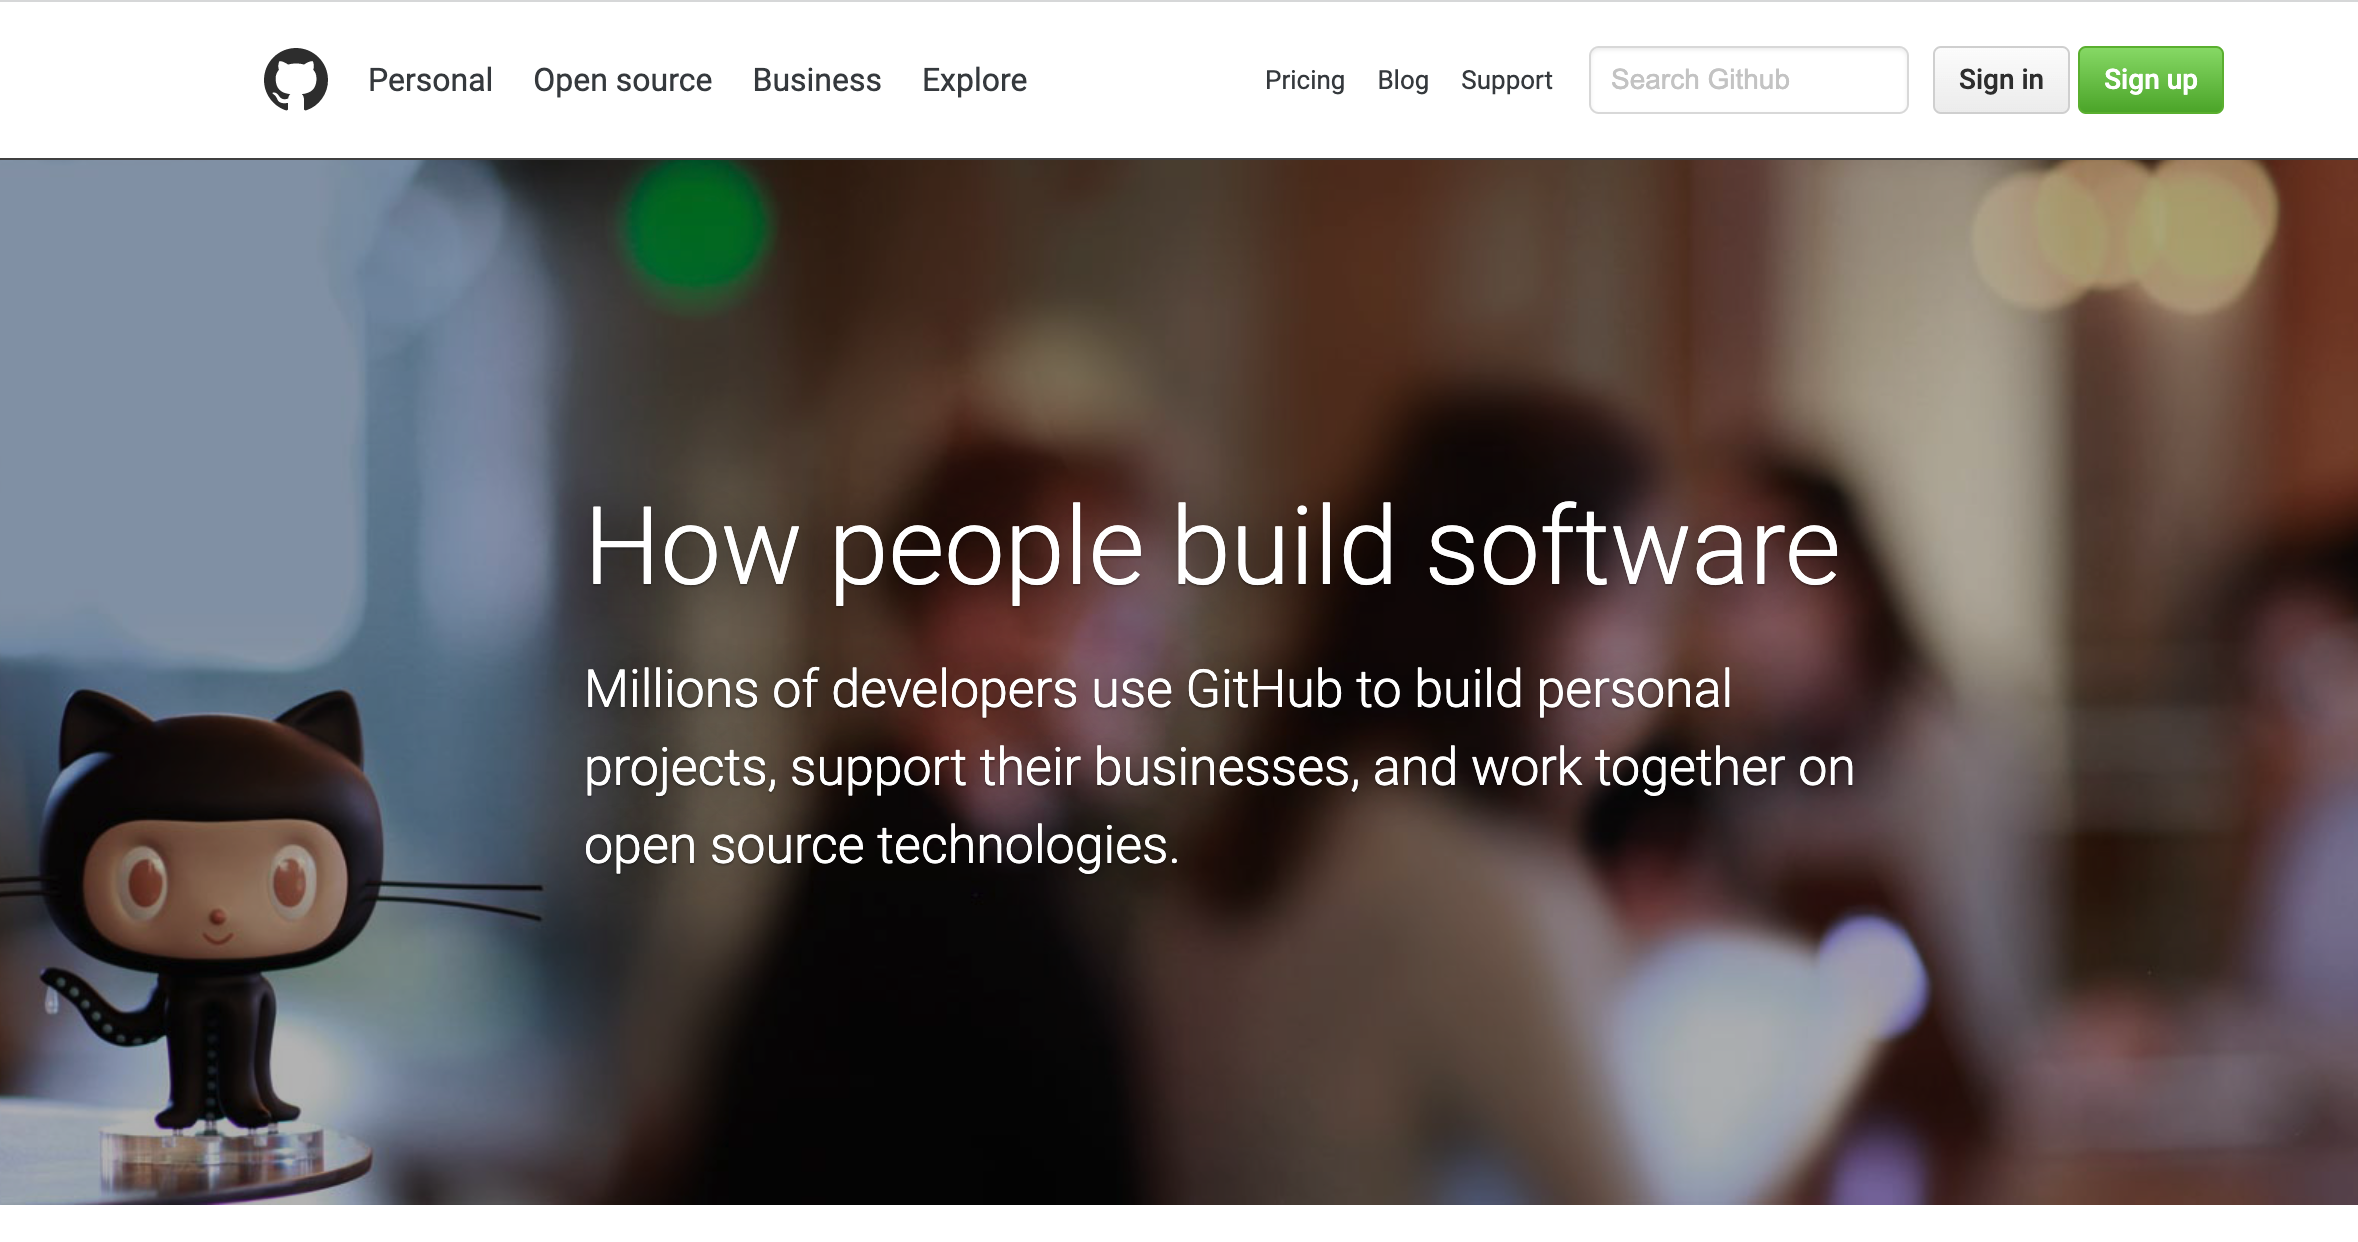 Personal Open source Business Explore Pricing Blog Support Search Github Sign in Sign up
How people build software
Millions of developers use GitHub to build personal
projects, support their businesses, and work together on
open source technologies.